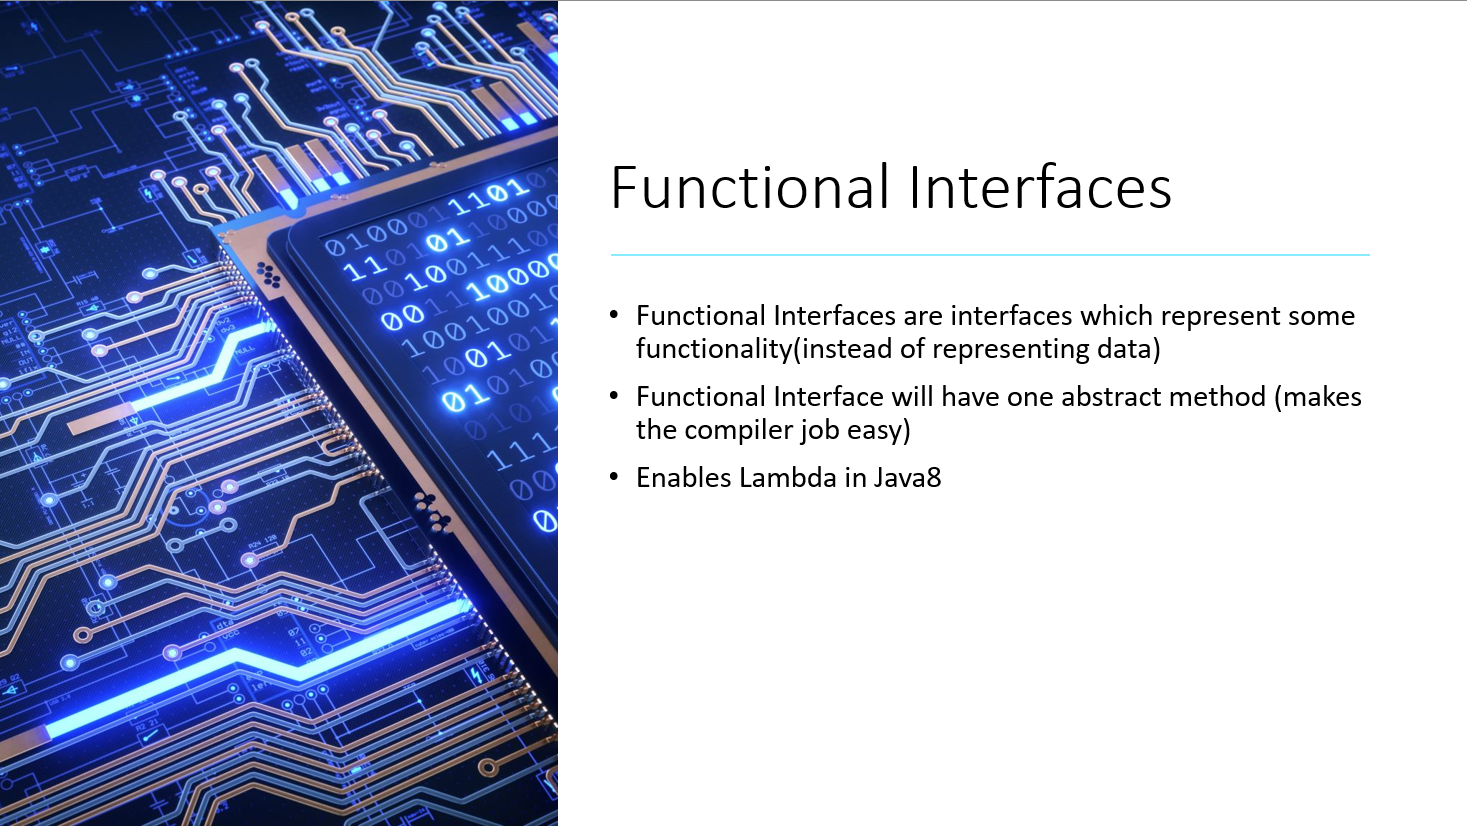 Functional Interfaces
• Functional Interfaces are interfaces which represent some
functionality(instead of representing data)
• Functional Interface will have one abstract method (makes
the compiler job easy)
• Enables Lambda in Java8